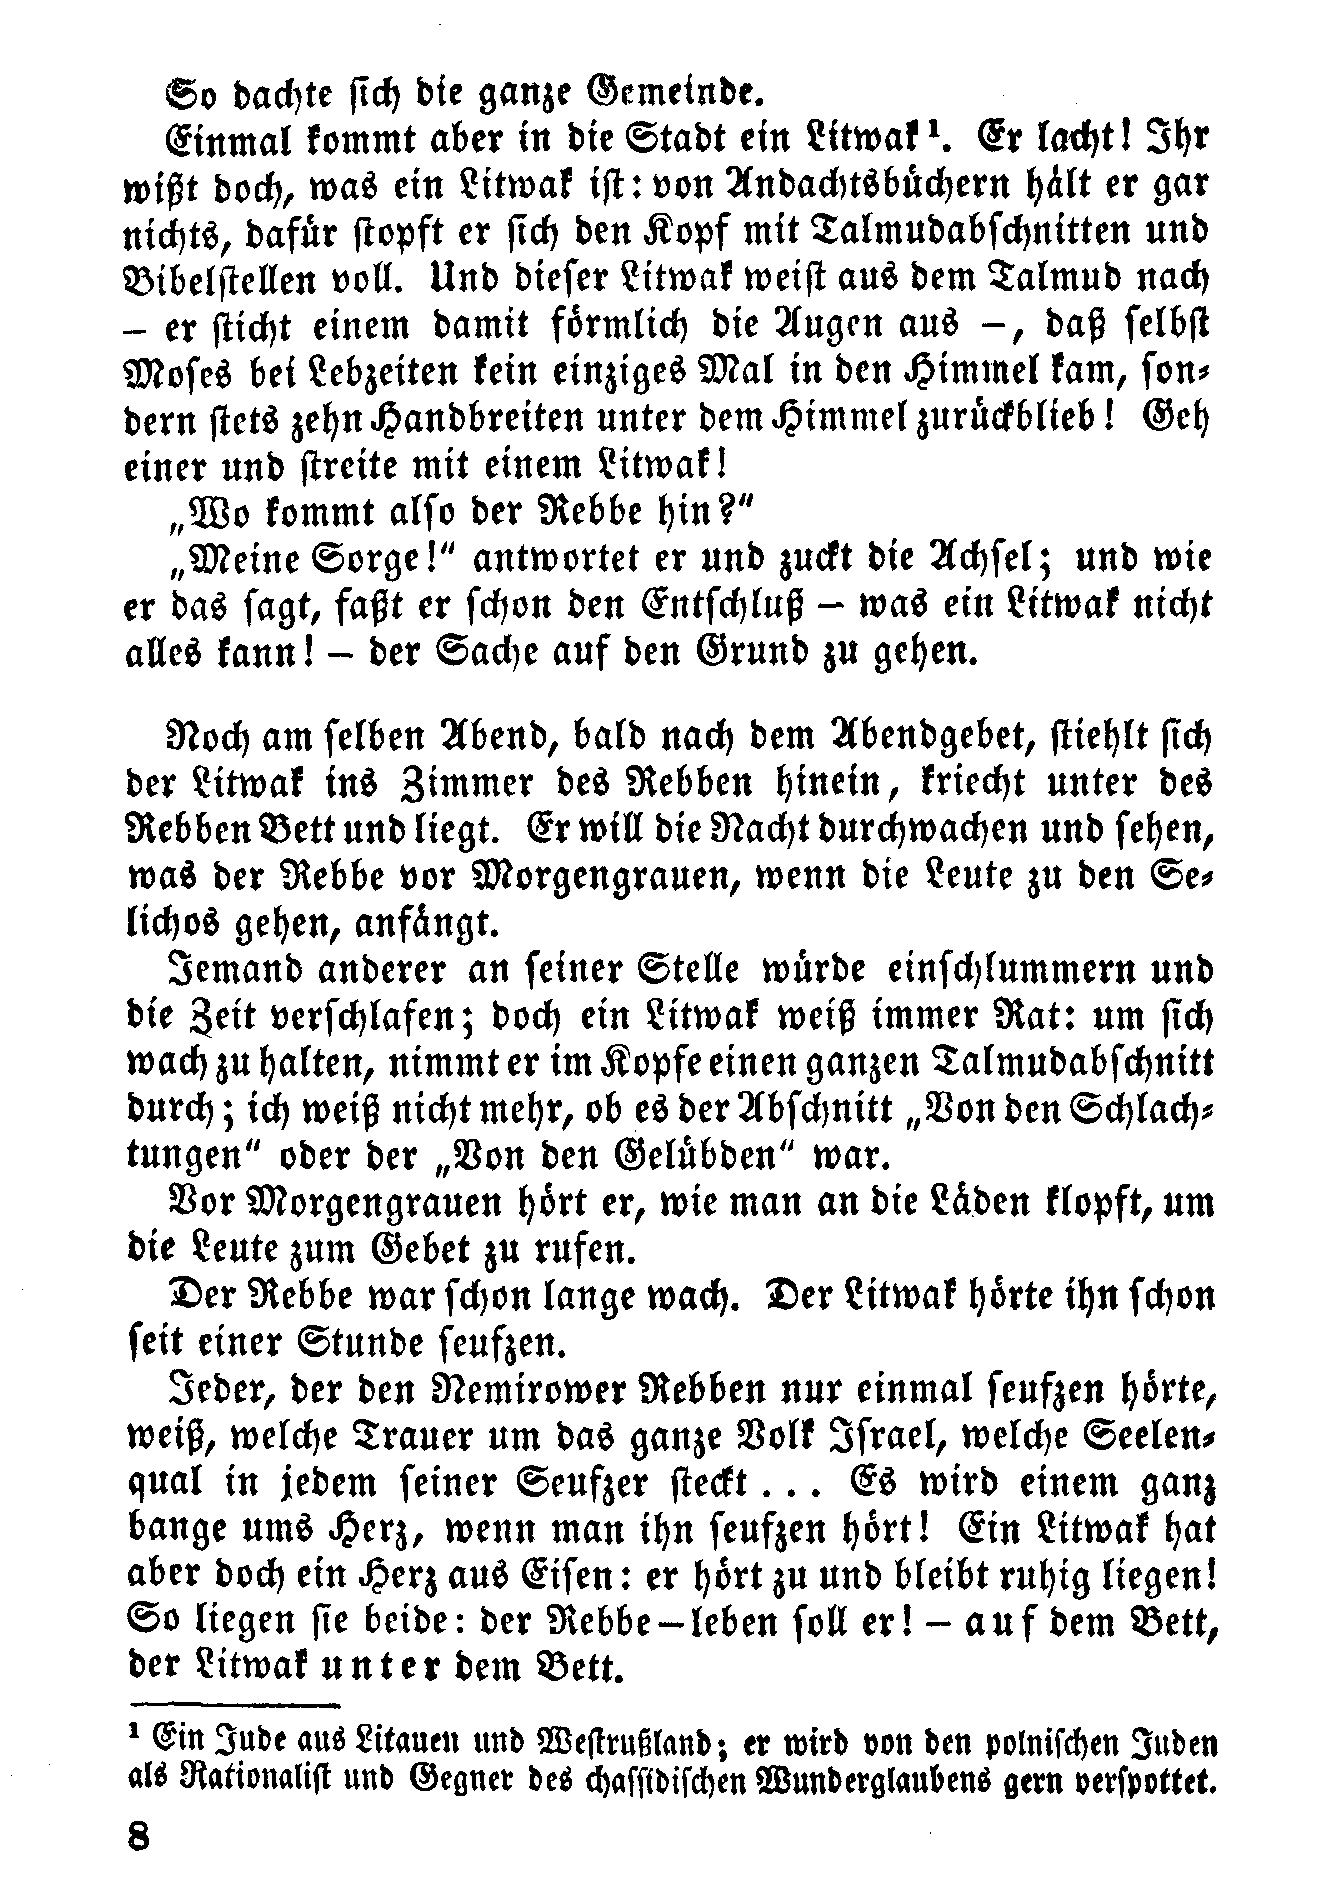 So dachte sich die ganze Gemeinde.
Einmal kommt aber in die Stadt ein Litwak¹. Er lacht! Ihr
wißt doch, was ein Litwak ist: von Andachtsbüchern hält er gar
nichts, dafür stopft er sich den Kopf mit Talmudabschnitten und
Bibelstellen voll. Und dieser Litwak weist aus dem Talmud nach
– er sticht einem damit förmlich die Augen aus –, daß selbst
Moses bei Lebzeiten kein einziges Mal in den Himmel kam, son-
dern stets zehn Handbreiten unter dem Himmel zurückblieb! Geh
einer und streite mit einem Litwak!
„Wo kommt also der Rebbe hin?“
„Meine Sorge!“ antwortet er und zuckt die Achsel; und wie
er das sagt, faßt er schon den Entschluß – was ein Litwak nicht
alles kann! – der Sache auf den Grund zu gehen.
Noch am selben Abend, bald nach dem Abendgebet, stiehlt sich
der Litwak ins Zimmer des Rebben hinein, kriecht unter des
Rebben Bett und liegt. Er will die Nacht durchwachen und sehen,
was der Rebbe vor Morgengrauen, wenn die Leute zu den Se-
lichos gehen, anfängt.
Jemand anderer an seiner Stelle würde einschlummern und
die Zeit verschlafen; doch ein Litwak weiß immer Rat: um sich
wach zu halten, nimmt er im Kopfe einen ganzen Talmudabschnitt
durch; ich weiß nicht mehr, ob es der Abschnitt „Von den Schlach-
tungen“ oder der „Von den Gelübden“ war.
Vor Morgengrauen hört er, wie man an die Läden klopft, um
die Leute zum Gebet zu rufen.
Der Rebbe war schon lange wach. Der Litwak hörte ihn schon
seit einer Stunde seufzen.
Jeder, der den Nemirower Rebben nur einmal seufzen hörte,
weiß, welche Trauer um das ganze Volk Israel, welche Seelen-
qual in jedem seiner Seufzer steckt . . . Es wird einem ganz
bange ums Herz, wenn man ihn seufzen hört! Ein Litwak hat
aber doch ein Herz aus Eisen: er hört zu und bleibt ruhig liegen!
So liegen sie beide: der Rebbe – leben soll er! – auf dem Bett,
der Litwak unter dem Bett.
¹ Ein Jude aus Litauen und Westrußland; er wird von den polnischen Juden
als Rationalist und Gegner des chassidischen Wunderglaubens gern verspottet.
8